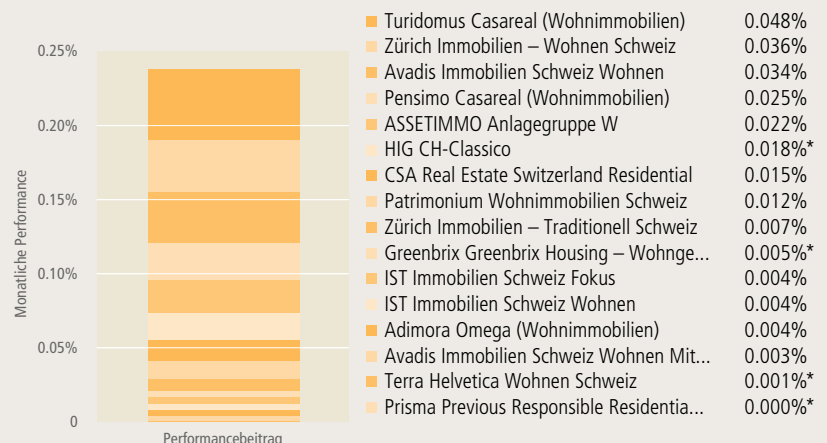 Turidomus Casareal (Wohnimmobilien) 0.048%
Zürich Immobilien – Wohnen Schweiz 0.036%
Avadis Immobilien Schweiz Wohnen 0.034%
Pensimo Casareal (Wohnimmobilien) 0.025%
ASSETIMMO Anlagegruppe W 0.022%
HIG CH-Classico 0.018%*
CSA Real Estate Switzerland Residential 0.015%
Patrimonium Wohnimmobilien Schweiz 0.012%
Zürich Immobilien – Traditionell Schweiz 0.007%
Greenbrix Greenbrix Housing – Wohnge... 0.005%*
IST Immobilien Schweiz Fokus 0.004%
IST Immobilien Schweiz Wohnen 0.004%
Adimora Omega (Wohnimmobilien) 0.004%
Avadis Immobilien Schweiz Wohnen Mit... 0.003%
Terra Helvetica Wohnen Schweiz 0.001%*
Prisma Previous Responsible Residentia... 0.000%*
Monatliche Performance
0.25%
0.20%
0.15%
0.10%
0.05%
0
Performancebeitrag